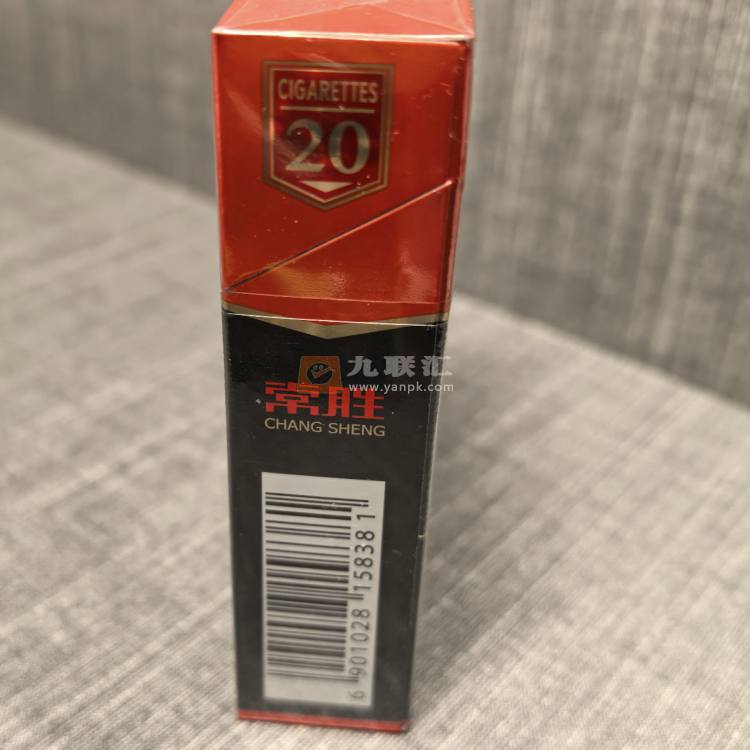 CIGARETTES
20
九联汇
www.yanpk.com
常胜
CHANG SHENG
6 901028 158381